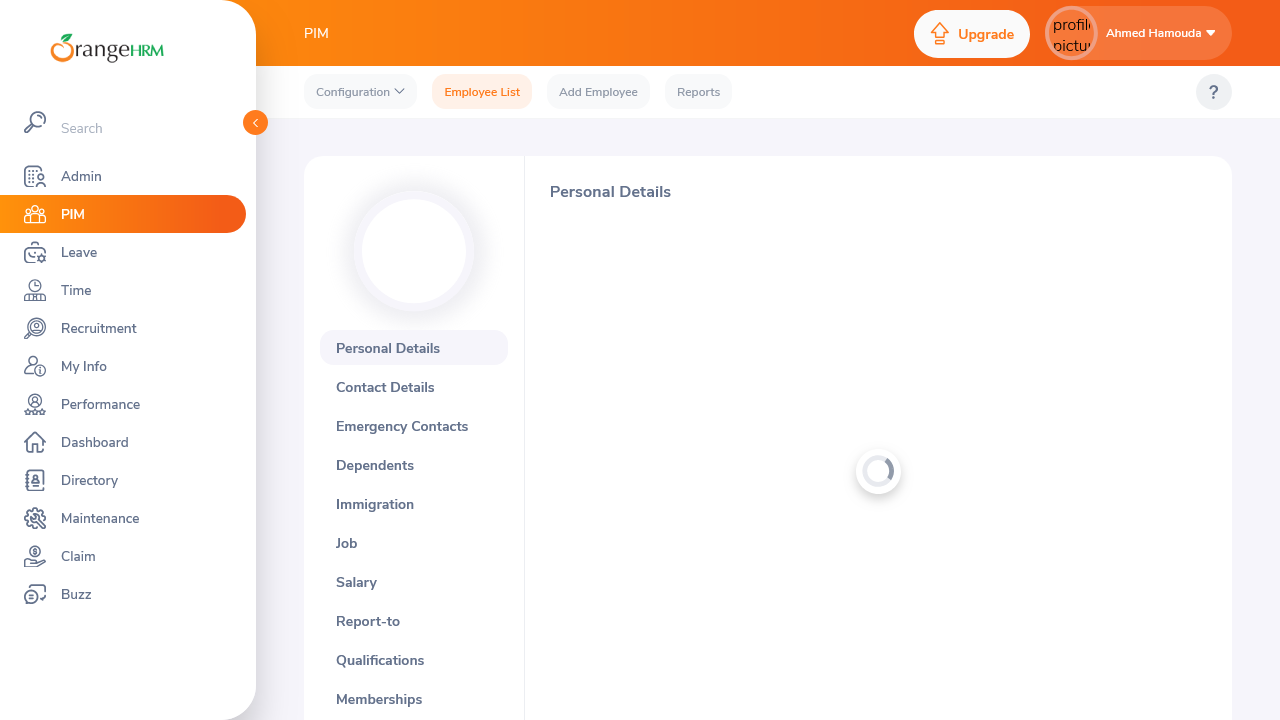 OrangeHRM
PIM
Upgrade
profile
pictu
Ahmed Hamouda
Configuration
Employee List
Add Employee
Reports
?
Search
Admin
PIM
Leave
Time
Recruitment
My Info
Performance
Dashboard
Directory
Maintenance
Claim
Buzz
Personal Details
Contact Details
Emergency Contacts
Dependents
Immigration
Job
Salary
Report-to
Qualifications
Memberships
Personal Details